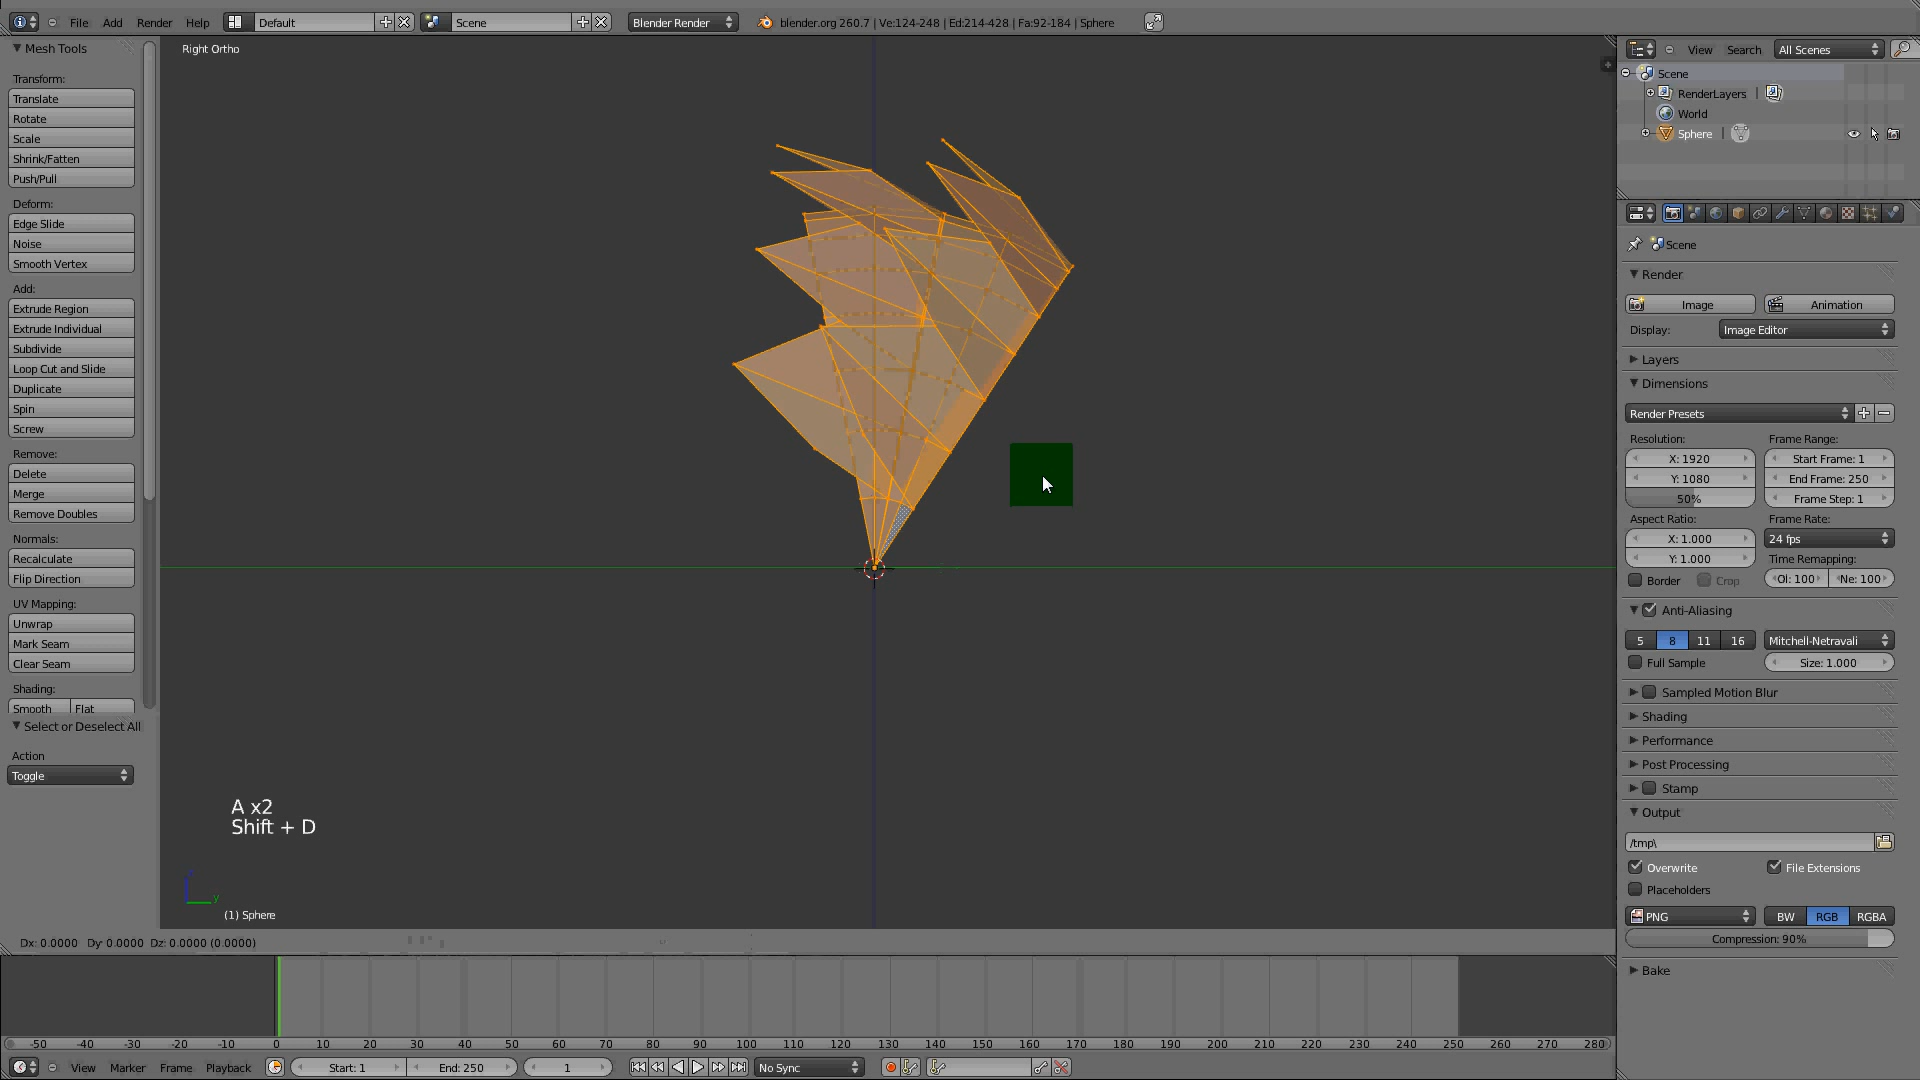 File Add Render Help Default Scene Blender Render blender.org 260.7 | Ve:124-248 | Ed:214-428 | Fa:92-184 | Sphere
Mesh Tools
Transform:
Translate
Rotate
Scale
Shrink/Fatten
Push/Pull
Deform:
Edge Slide
Noise
Smooth Vertex
Add:
Extrude Region
Extrude Individual
Subdivide
Loop Cut and Slide
Duplicate
Spin
Screw
Remove:
Delete
Merge
Remove Doubles
Normals:
Recalculate
Flip Direction
UV Mapping:
Unwrap
Mark Seam
Clear Seam
Shading:
Smooth Flat
Select or Deselect All
Action
Toggle
Right Ortho
A x2
Shift + D
y
(1) Sphere
Dx: 0.0000 Dy: 0.0000 Dz: 0.0000 (0.0000)
View Search All Scenes
Scene
RenderLayers |
World
Sphere |
Scene
Render
Image Animation
Display: Image Editor
Layers
Dimensions
Render Presets
Resolution: Frame Range:
X: 1920 Start Frame: 1
Y: 1080 End Frame: 250
50% Frame Step: 1
Aspect Ratio: Frame Rate:
X: 1.000 24 fps
Y: 1.000 Time Remapping:
Border Crop Ol: 100 Ne: 100
Anti-Aliasing
5 8 11 16 Mitchell-Netravali
Full Sample Size: 1.000
Sampled Motion Blur
Shading
Performance
Post Processing
Stamp
Output
/tmp\
Overwrite File Extensions
Placeholders
PNG BW RGB RGBA
Compression: 90%
Bake
-50 -40 -30 -20 -10 0 10 20 30 40 50 60 70 80 90 100 110 120 130 140 150 160 170 180 190 200 210 220 230 240 250 260 270 280
View Marker Frame Playback Start: 1 End: 250 1 No Sync